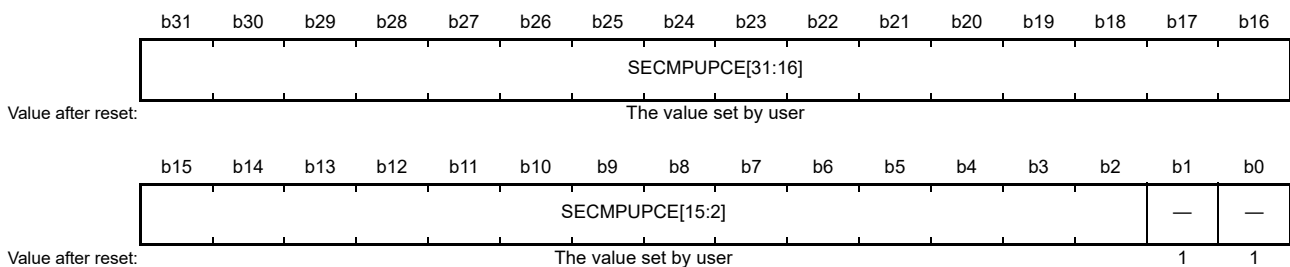 b31 b30 b29 b28 b27 b26 b25 b24 b23 b22 b21 b20 b19 b18 b17 b16
SECMPUPCE[31:16]
Value after reset: The value set by user
b15 b14 b13 b12 b11 b10 b9 b8 b7 b6 b5 b4 b3 b2 b1 b0
SECMPUPCE[15:2] — —
Value after reset: The value set by user 1 1